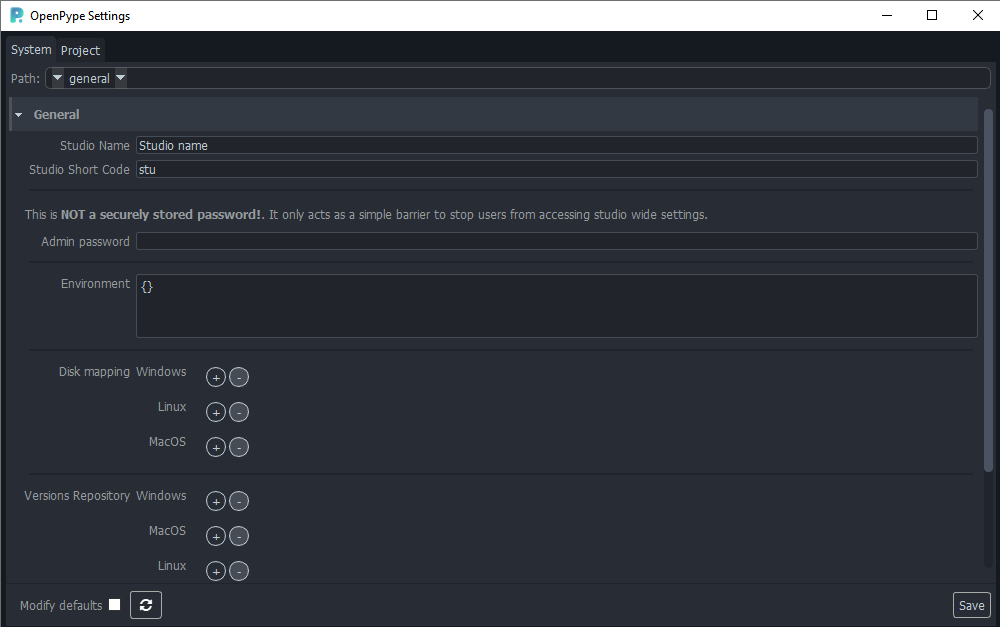 OpenPype Settings
System Project
Path: general
General
Studio Name Studio name
Studio Short Code stu
This is NOT a securely stored password!. It only acts as a simple barrier to stop users from accessing studio wide settings.
Admin password
Environment {}
Disk mapping Windows + -
Linux + -
MacOS + -
Versions Repository Windows + -
MacOS + -
Linux + -
Modify defaults Save